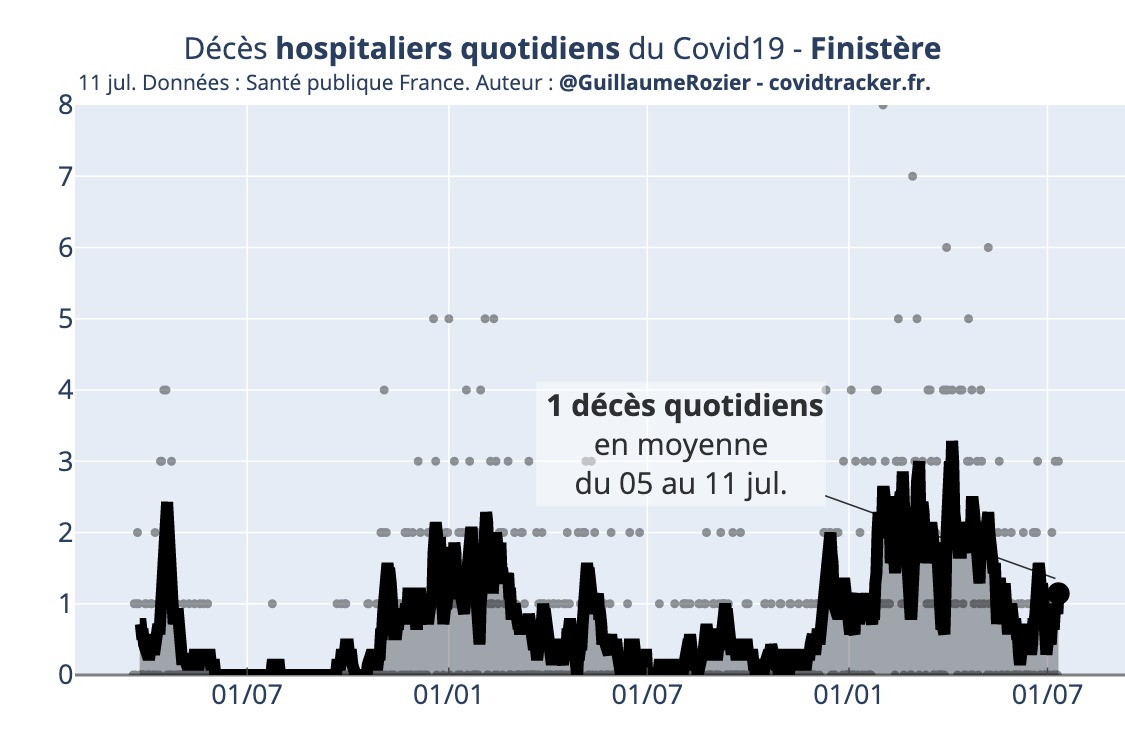 Décès hospitaliers quotidiens du Covid19 - Finistère
11 jul. Données : Santé publique France. Auteur : @GuillaumeRozier - covidtracker.fr.
8
7
6
5
4
3
2
1
0
1 décès quotidiens
en moyenne
du 05 au 11 jul.
01/07 01/01 01/07 01/01 01/07